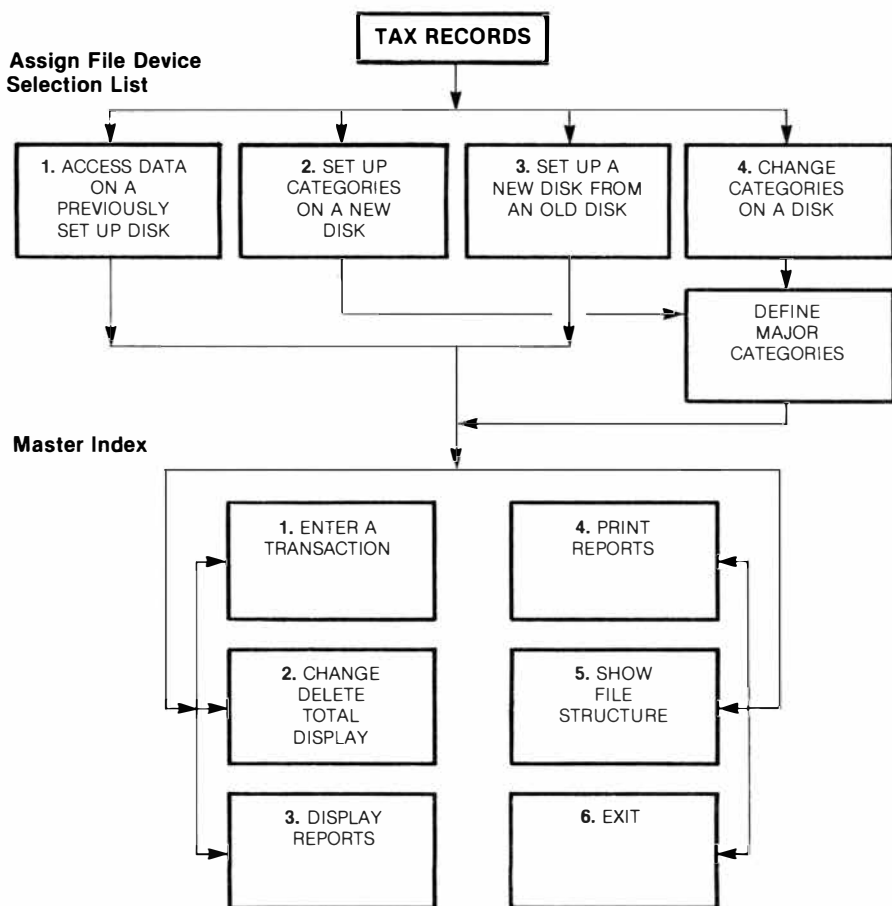 TAX RECORDS
Assign File Device
Selection List
1. ACCESS DATA
ON A
PREVIOUSLY
SET UP DISK
2. SET UP
CATEGORIES
ON A NEW
DISK
3. SET UP A
NEW DISK FROM
AN OLD DISK
4. CHANGE
CATEGORIES
ON A DISK
DEFINE
MAJOR
CATEGORIES
Master Index
1. ENTER A
TRANSACTION
4. PRINT
REPORTS
2. CHANGE
DELETE
TOTAL
DISPLAY
5. SHOW
FILE
STRUCTURE
3. DISPLAY
REPORTS
6. EXIT